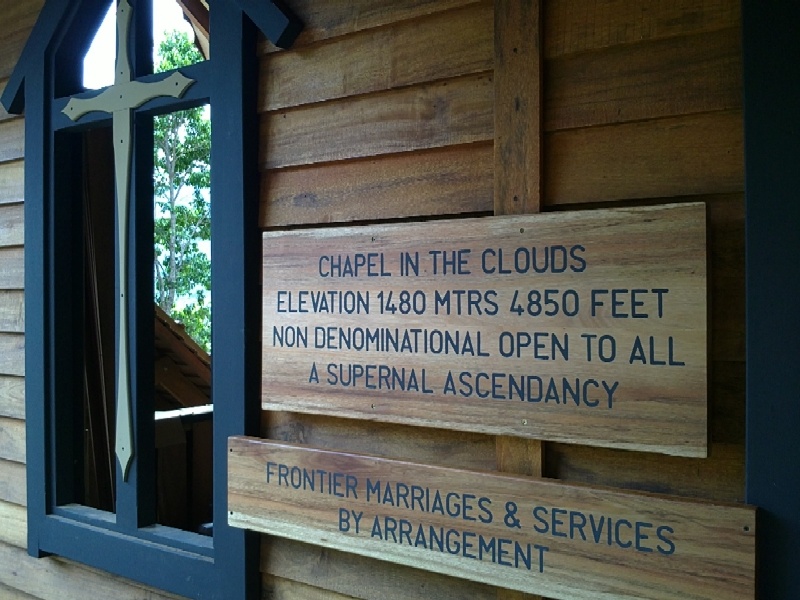 CHAPEL IN THE CLOUDS
ELEVATION 1480 MTRS 4850 FEET
NON DENOMINATIONAL OPEN TO ALL
A SUPERNAL ASCENDANCY
FRONTIER MARRIAGES & SERVICES
BY ARRANGEMENT